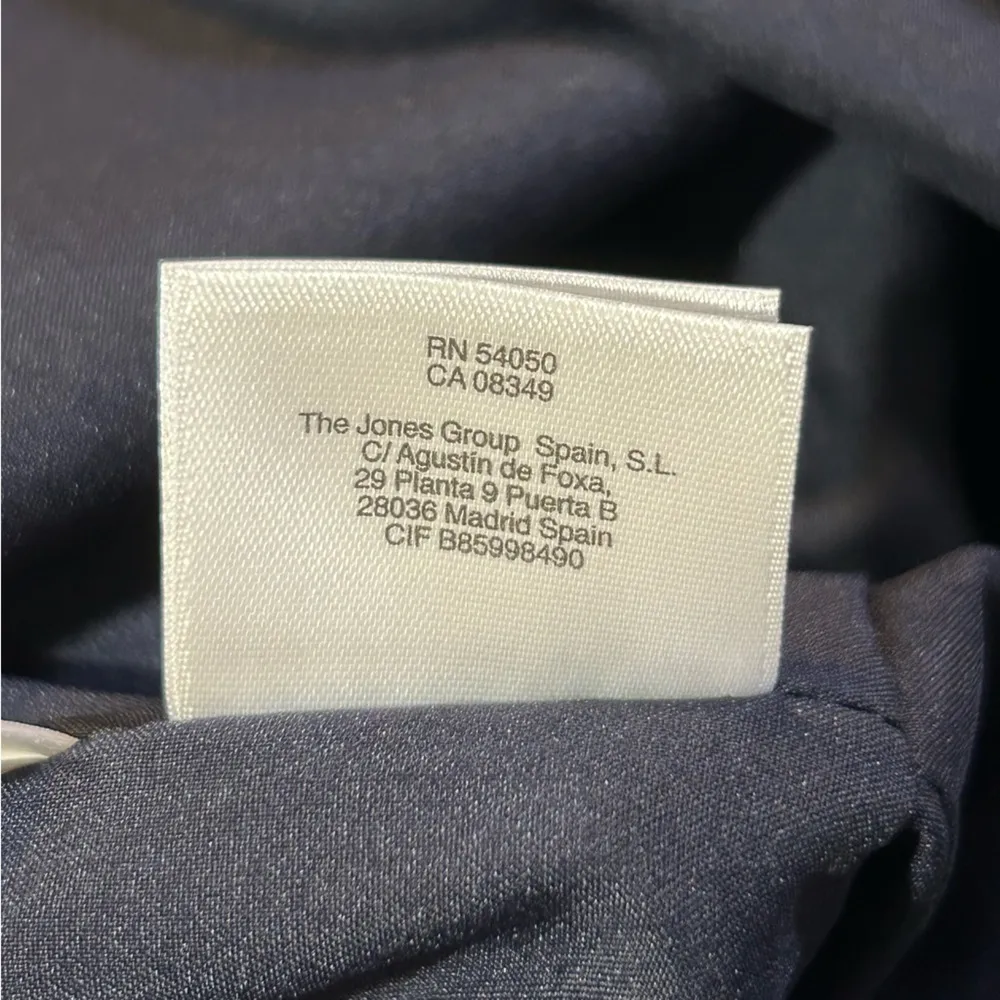 RN 54050
CA 08349
The Jones Group Spain, S.L.
C/ Agustín de Foxa,
29 Planta 9 Puerta B
28036 Madrid Spain
CIF B85998490